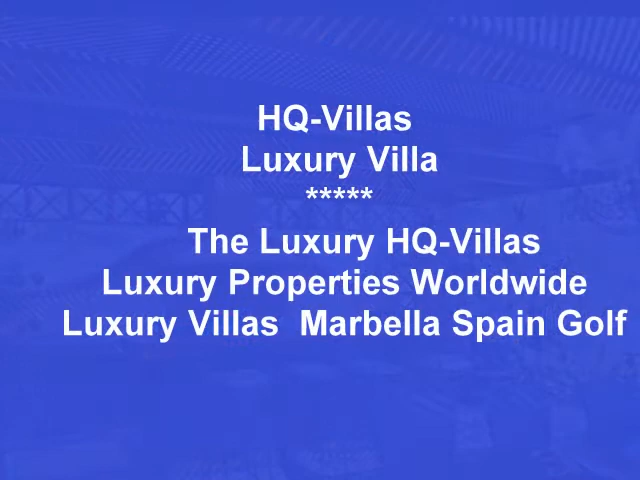 HQ-Villas
Luxury Villa
*****
The Luxury HQ-Villas
Luxury Properties Worldwide
Luxury Villas  Marbella Spain Golf